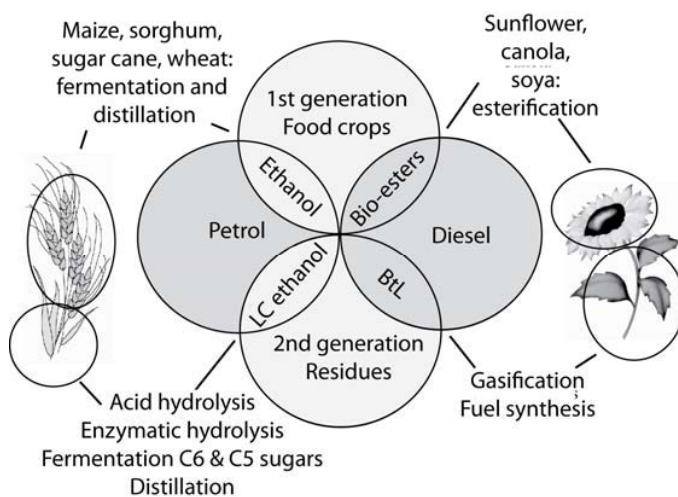 Maize, sorghum,
sugar cane, wheat:
fermentation and
distillation
Sunflower,
canola,
soya:
esterification
1st generation
Food crops
Ethanol
Bio-esters
Petrol
Diesel
LC ethanol
BtL
2nd generation
Residues
Acid hydrolysis
Enzymatic hydrolysis
Fermentation C6 & C5 sugars
Distillation
Gasification
Fuel synthesis